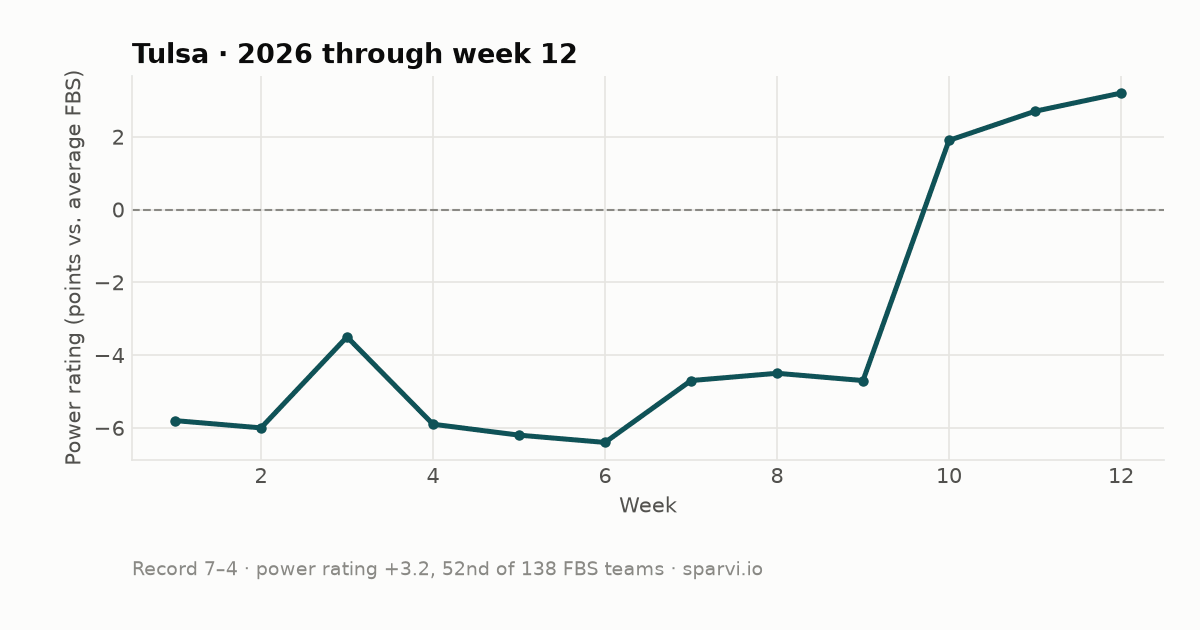 Tulsa · 2026 through week 12
Power rating (points vs. average FBS)
2
0
−2
−4
−6
2
4
6
8
10
12
Week
Record 7–4 · power rating +3.2, 52nd of 138 FBS teams · sparvi.io